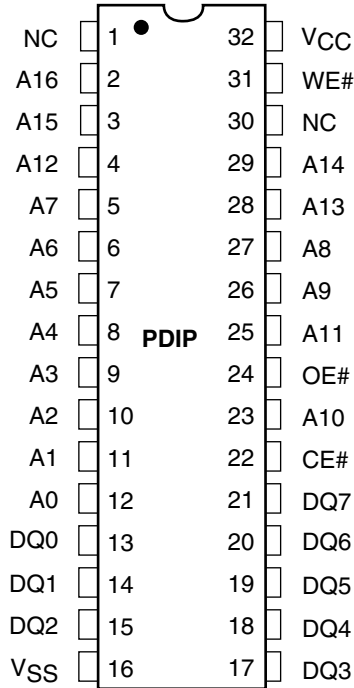 NC 1 32 VCC
A16 2 31 WE#
A15 3 30 NC
A12 4 29 A14
A7 5 28 A13
A6 6 27 A8
A5 7 26 A9
A4 8 PDIP 25 A11
A3 9 24 OE#
A2 10 23 A10
A1 11 22 CE#
A0 12 21 DQ7
DQ0 13 20 DQ6
DQ1 14 19 DQ5
DQ2 15 18 DQ4
VSS 16 17 DQ3